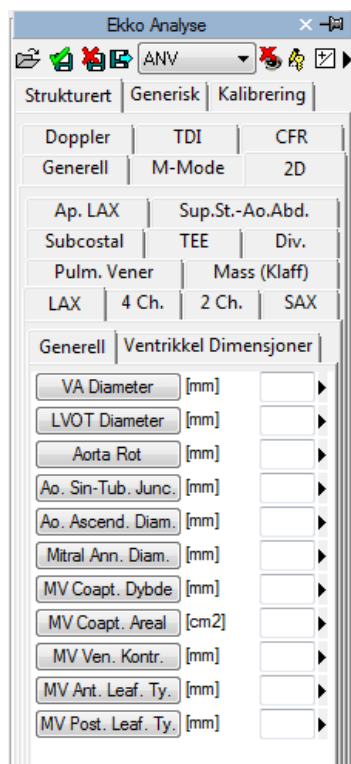 Ekko Analyse
ANV
Strukturert Generisk Kalibrering
Doppler TDI CFR
Generell M-Mode 2D
Ap. LAX Sup.St.-Ao.Abd.
Subcostal TEE Div.
Pulm. Vener Mass (Klaff)
LAX 4 Ch. 2 Ch. SAX
Generell Ventrikkel Dimensjoner
VA Diameter [mm]
LVOT Diameter [mm]
Aorta Rot [mm]
Ao. Sin-Tub. Junc. [mm]
Ao. Ascend. Diam. [mm]
Mitral Ann. Diam. [mm]
MV Coapt. Dybde [mm]
MV Coapt. Areal [cm2]
MV Ven. Kontr. [mm]
MV Ant. Leaf. Ty. [mm]
MV Post. Leaf. Ty. [mm]